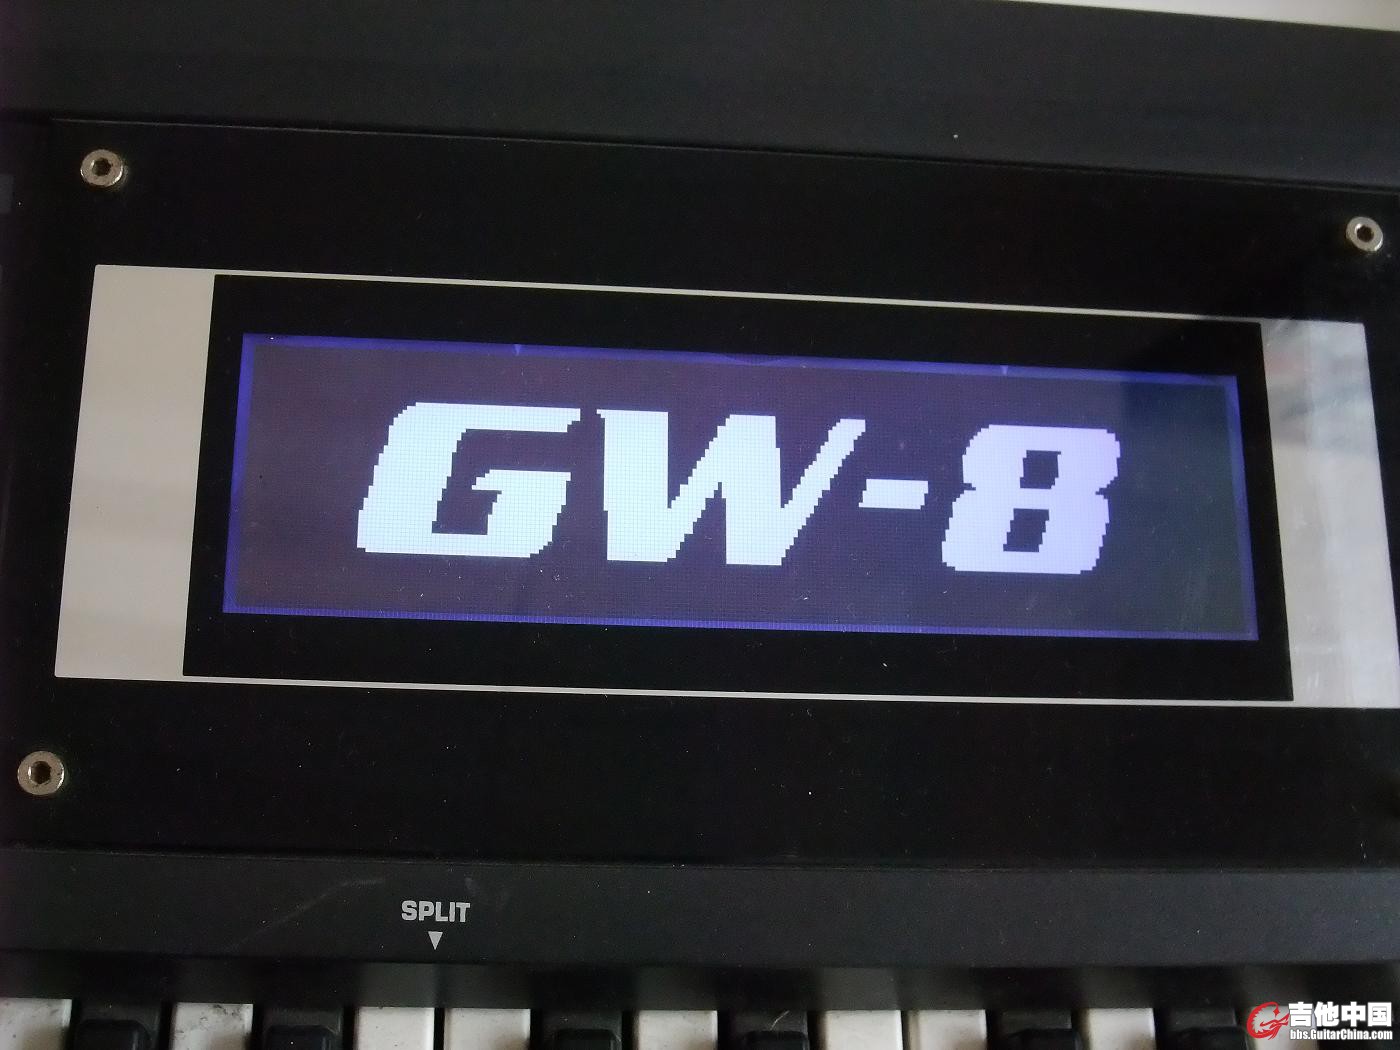 GW-8
SPLIT
吉他中国
bbs.GuitarChina.com